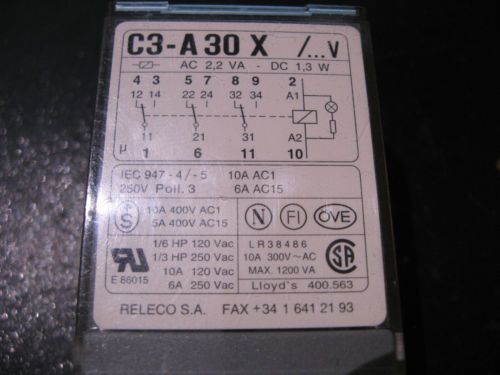 C3-A30 X /...V
AC 2,2 VA - DC 1,3 W
4 3 5 7 8 9 2
12 14 22 24 32 34 A1
11 21 31 A2
µ 1 6 11 10
IEC 947-4/-5 10A AC1
250V Poll. 3 6A AC15
S 10A 400V AC1
5A 400V AC15
N FI ÖVE
1/6 HP 120 Vac
1/3 HP 250 Vac
10A 120 Vac
6A 250 Vac
E 86015
LR38486
10A 300V~AC
MAX. 1200 VA
Lloyd's 400.563
RELECO S.A. FAX +34 1 641 21 93